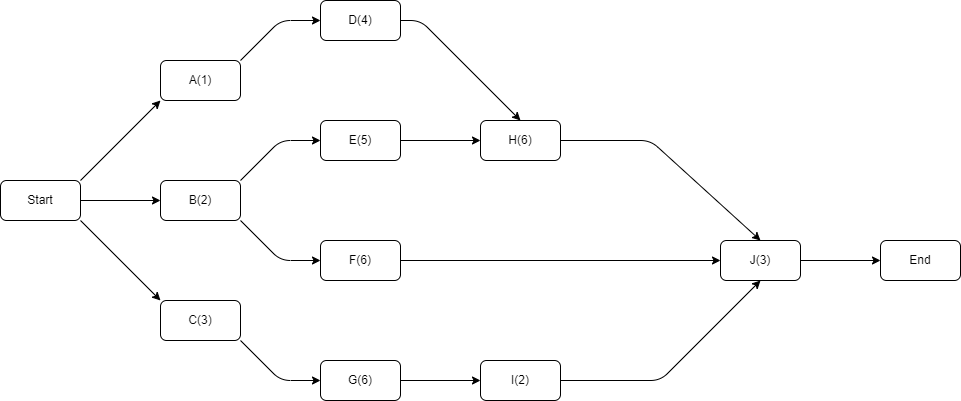 D(4)
A(1)
E(5)
H(6)
Start
B(2)
F(6)
J(3)
End
C(3)
G(6)
I(2)